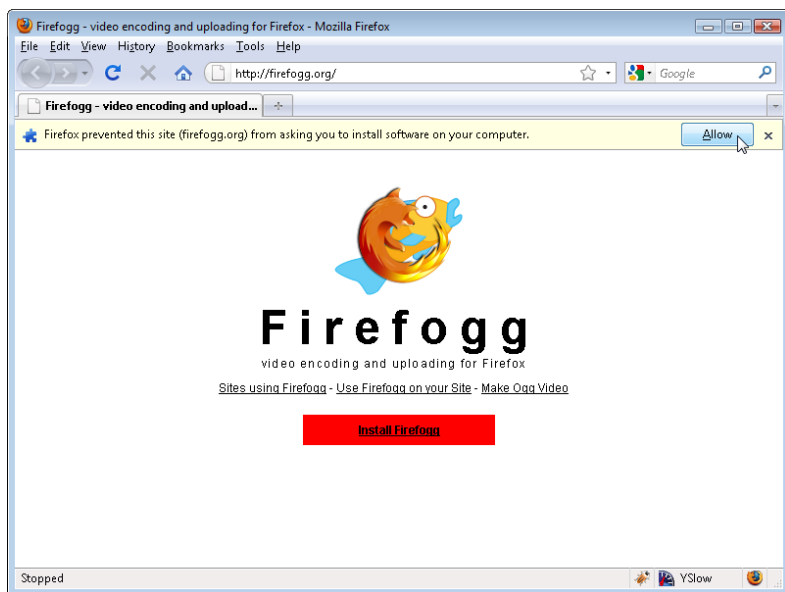 Firefogg - video encoding and uploading for Firefox - Mozilla Firefox
File Edit View History Bookmarks Tools Help
http://firefogg.org/ Google
Firefogg - video encoding and upload...
Firefox prevented this site (firefogg.org) from asking you to install software on your computer. Allow
Firefogg
video encoding and uploading for Firefox
Sites using Firefogg - Use Firefogg on your Site - Make Ogg Video
Install Firefogg
Stopped YSlow